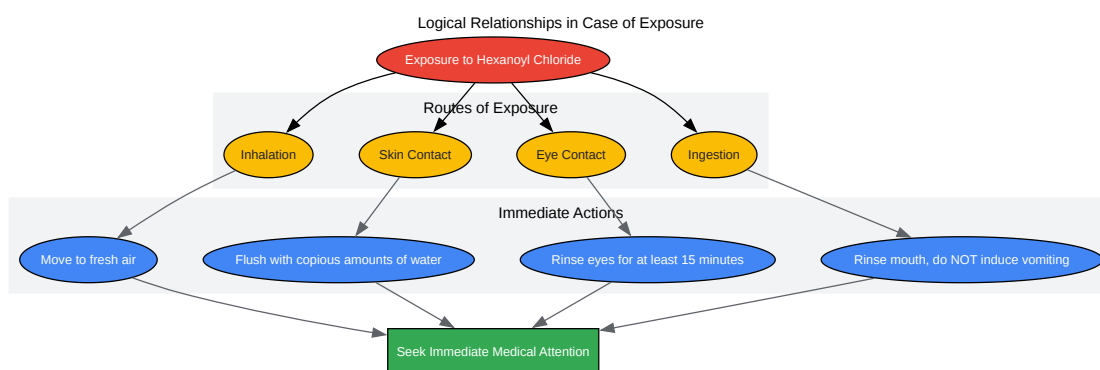 Logical Relationships in Case of Exposure
Exposure to Hexanoyl Chloride
Routes of Exposure
Inhalation
Skin Contact
Eye Contact
Ingestion
Immediate Actions
Move to fresh air
Flush with copious amounts of water
Rinse eyes for at least 15 minutes
Rinse mouth, do NOT induce vomiting
Seek Immediate Medical Attention